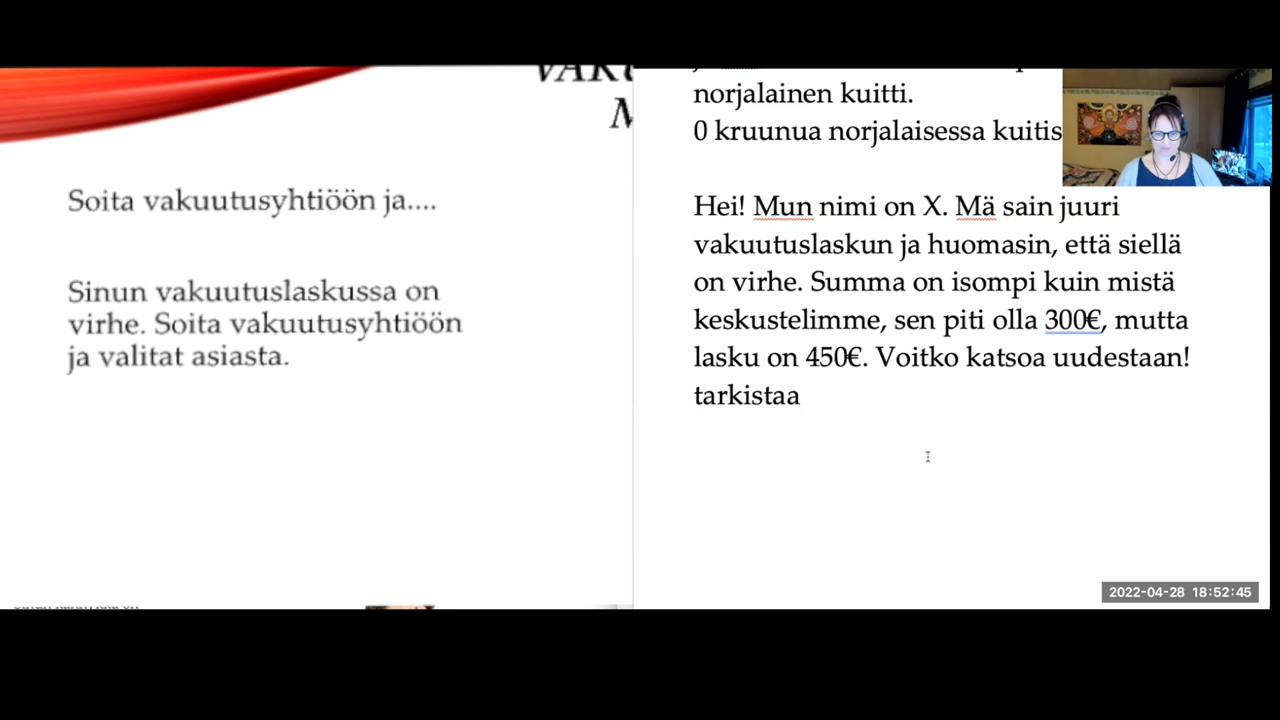 Soita vakuutusyhtiöön ja....
Sinun vakuutuslaskussa on
virhe. Soita vakuutusyhtiöön
ja valitat asiasta.
norjalainen kuitti.
0 kruunua norjalaisessa
Hei! Mun nimi on X. Mä sain juuri
vakuutuslaskun ja huomasin, että siellä
on virhe. Summa on isompi kuin mistä
keskustelimme, sen piti olla 300€, mutta
lasku on 450€. Voitko katsoa uudestaan!
tarkistaa
2022-04-28 18:52:45